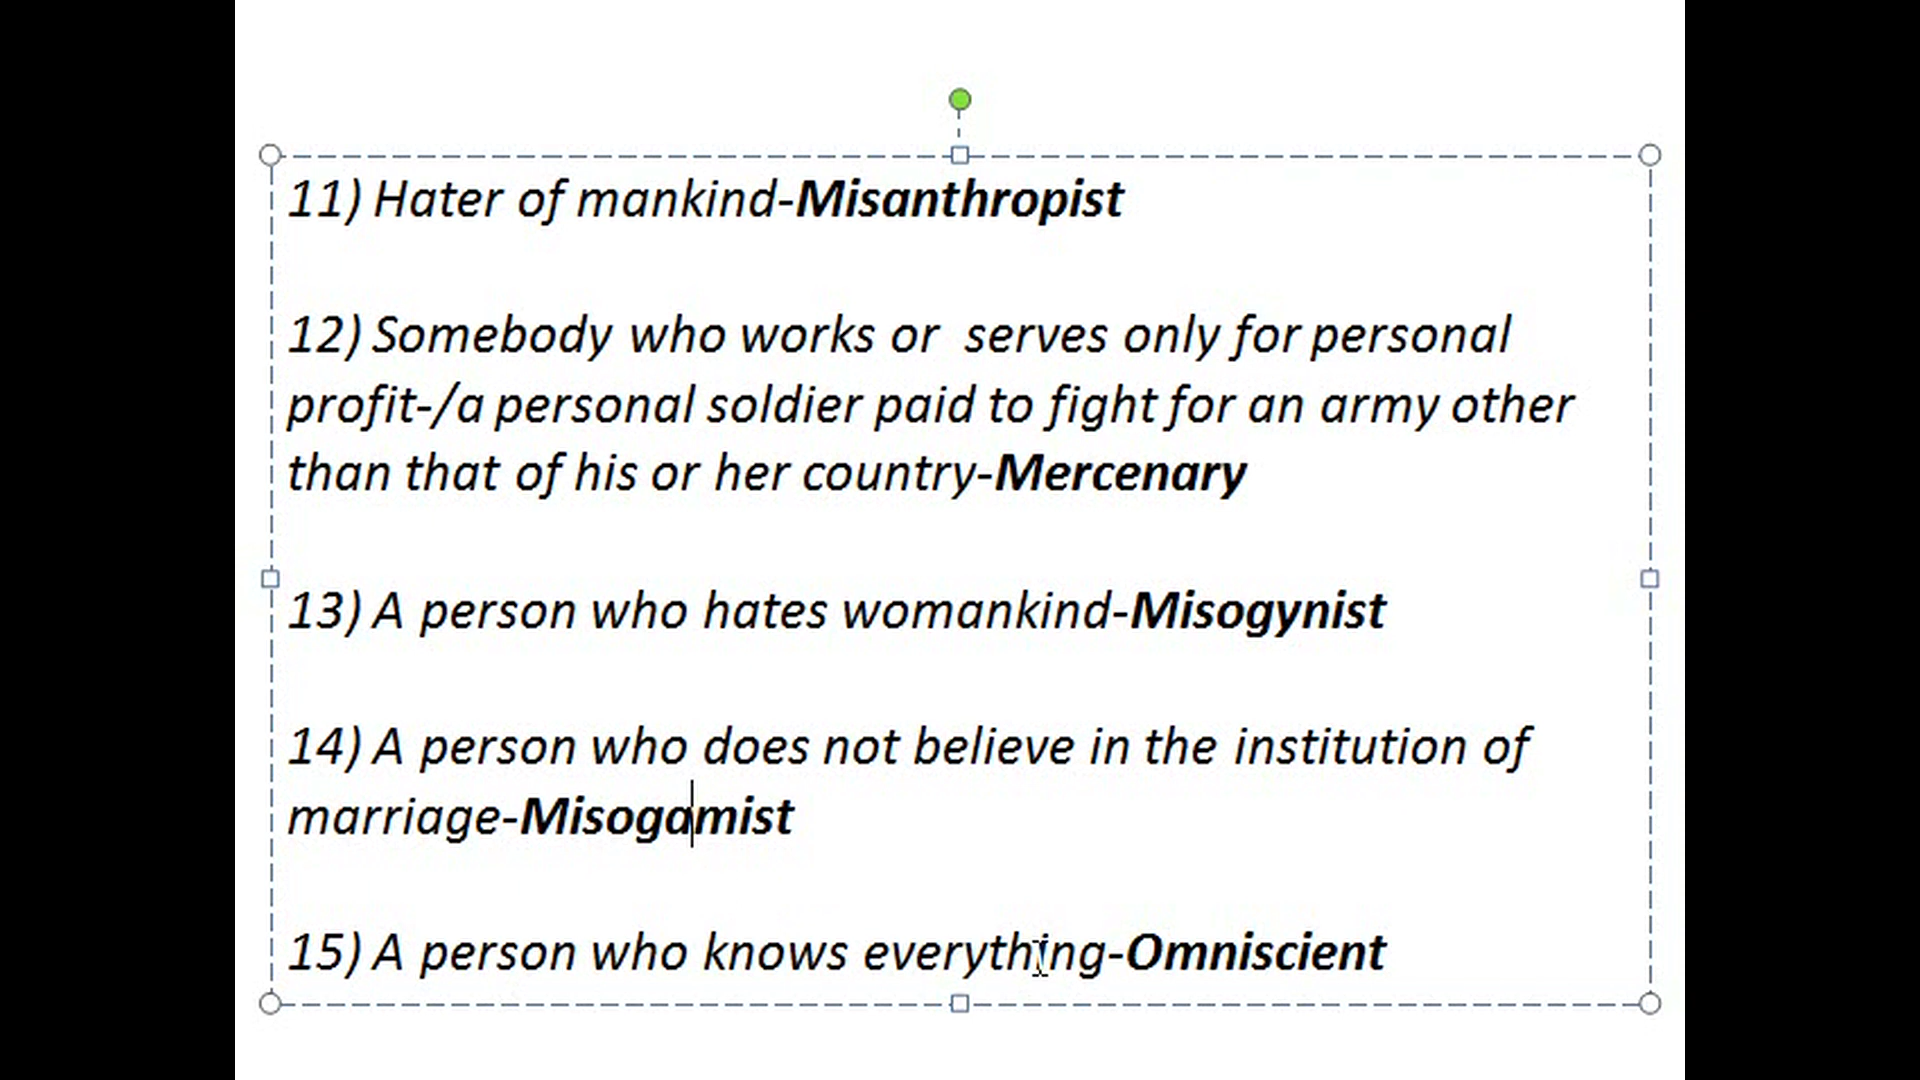 11) Hater of mankind-Misanthropist
12) Somebody who works or serves only for personal
profit-/a personal soldier paid to fight for an army other
than that of his or her country-Mercenary
13) A person who hates womankind-Misogynist
14) A person who does not believe in the institution of
marriage-Misogamist
15) A person who knows everything-Omniscient